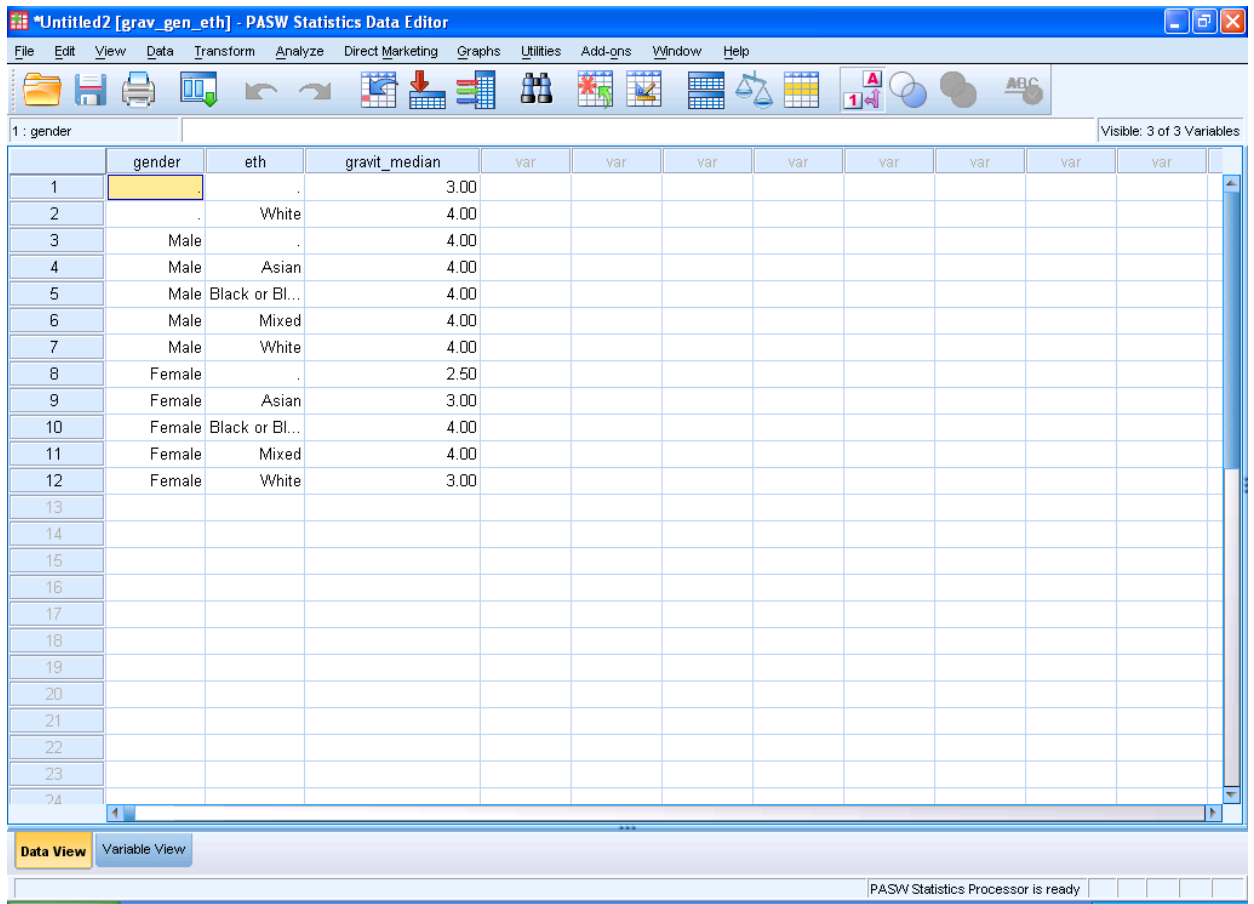 *Untitled2 [grav_gen_eth] - PASW Statistics Data Editor
File Edit View Data Transform Analyze Direct Marketing Graphs Utilities Add-ons Window Help
A
1
ABC
1 : gender
Visible: 3 of 3 Variables
gender eth gravit_median var var var var var var var var
1 . . 3.00
2 . White 4.00
3 Male . 4.00
4 Male Asian 4.00
5 Male Black or Bl... 4.00
6 Male Mixed 4.00
7 Male White 4.00
8 Female . 2.50
9 Female Asian 3.00
10 Female Black or Bl... 4.00
11 Female Mixed 4.00
12 Female White 3.00
13
14
15
16
17
18
19
20
21
22
23
24
Data View Variable View
PASW Statistics Processor is ready